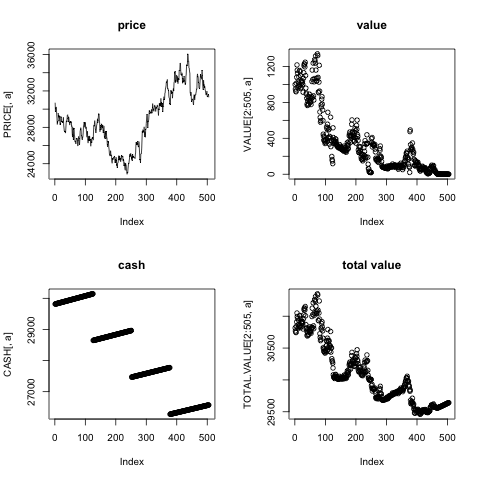 price
PRICE[, a]
24000 28000 32000 36000
0 100 200 300 400 500
Index
value
VALUE[2:505, a]
0 400 800 1200
0 100 200 300 400 500
Index
cash
CASH[, a]
27000 29000
0 100 200 300 400 500
Index
total value
TOTAL.VALUE[2:505, a]
29500 30500
0 100 200 300 400 500
Index